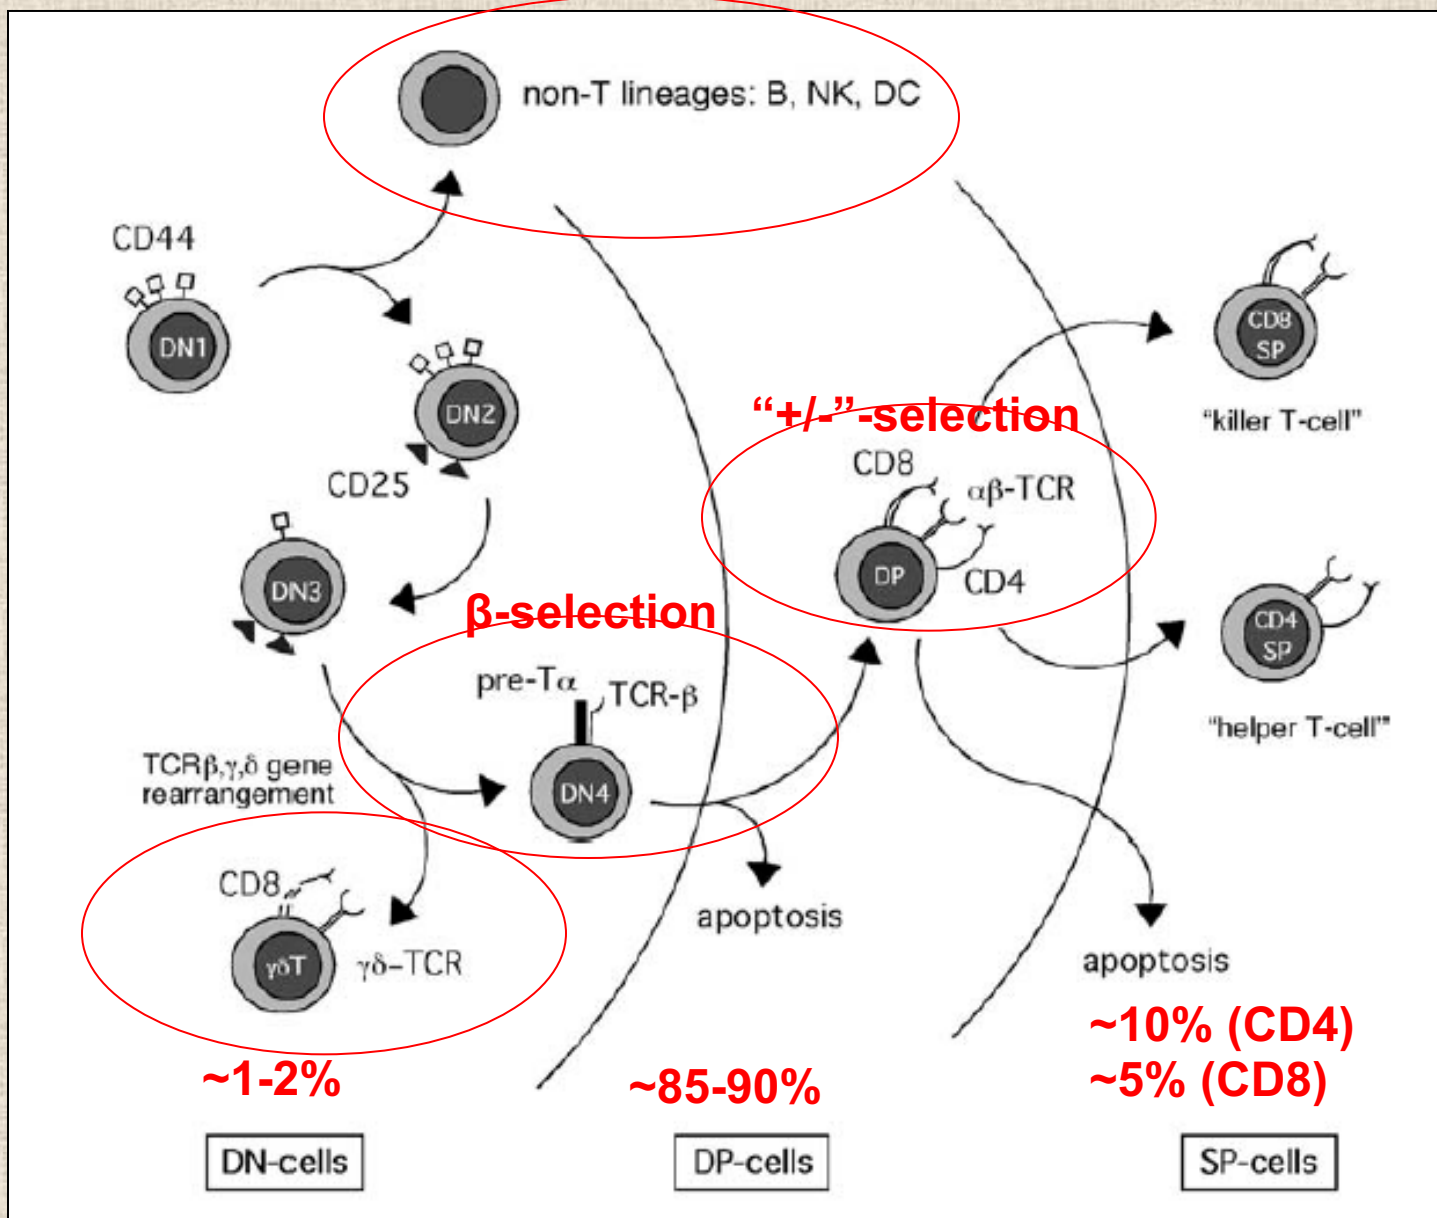 non-T lineages: B, NK, DC
CD44
DN1
DN2
CD25
DN3
β-selection
pre-Tα
TCR-β
DN4
TCRβ,γ,δ gene
rearrangement
CD8
γδT
γδ-TCR
apoptosis
“+/-”-selection
CD8
αβ-TCR
DP
CD4
CD8
SP
“killer T-cell”
CD4
SP
“helper T-cell”’
apoptosis
~10% (CD4)
~5% (CD8)
~1-2%
~85-90%
DN-cells
DP-cells
SP-cells